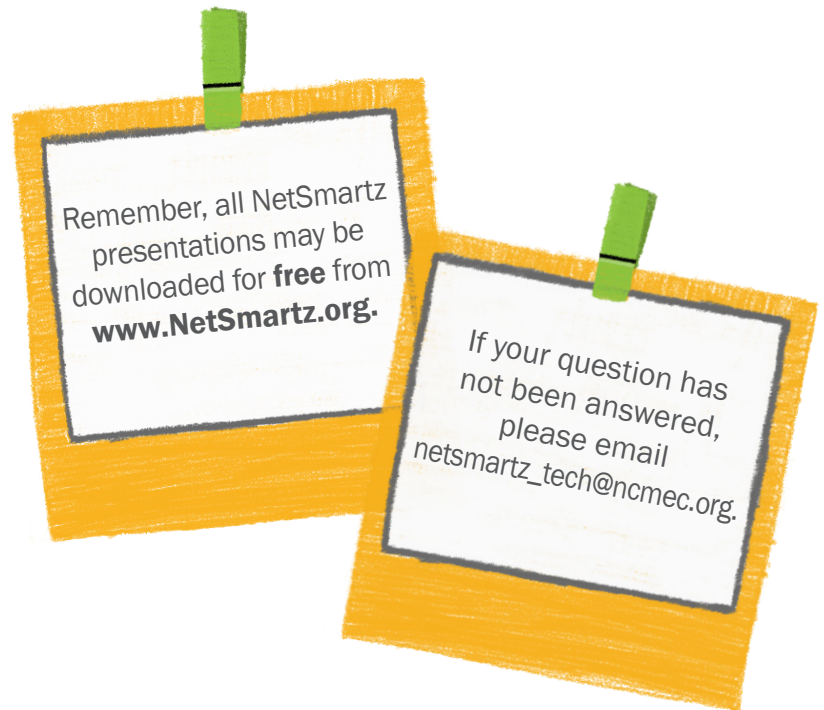 Remember, all NetSmartz
presentations may be
downloaded for free from
www.NetSmartz.org.
If your question has
not been answered,
please email
netsmartz_tech@ncmec.org.